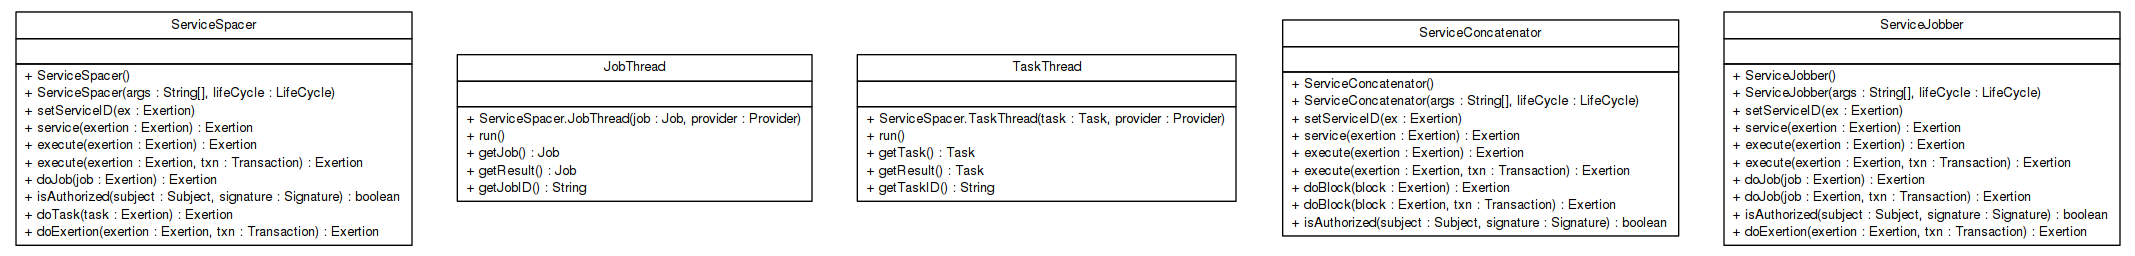 ServiceSpacer
+ ServiceSpacer()
+ ServiceSpacer(args : String[], lifeCycle : LifeCycle)
+ setServiceID(ex : Exertion)
+ service(exertion : Exertion) : Exertion
+ execute(exertion : Exertion) : Exertion
+ execute(exertion : Exertion, txn : Transaction) : Exertion
+ doJob(job : Exertion) : Exertion
+ isAuthorized(subject : Subject, signature : Signature) : boolean
+ doTask(task : Exertion) : Exertion
+ doExertion(exertion : Exertion, txn : Transaction) : Exertion
JobThread
+ ServiceSpacer.JobThread(job : Job, provider : Provider)
+ run()
+ getJob() : Job
+ getResult() : Job
+ getJobID() : String
TaskThread
+ ServiceSpacer.TaskThread(task : Task, provider : Provider)
+ run()
+ getTask() : Task
+ getResult() : Task
+ getTaskID() : String
ServiceConcatenator
+ ServiceConcatenator()
+ ServiceConcatenator(args : String[], lifeCycle : LifeCycle)
+ setServiceID(ex : Exertion)
+ service(exertion : Exertion) : Exertion
+ execute(exertion : Exertion) : Exertion
+ execute(exertion : Exertion, txn : Transaction) : Exertion
+ doBlock(block : Exertion) : Exertion
+ doBlock(block : Exertion, txn : Transaction) : Exertion
+ isAuthorized(subject : Subject, signature : Signature) : boolean
ServiceJobber
+ ServiceJobber()
+ ServiceJobber(args : String[], lifeCycle : LifeCycle)
+ setServiceID(ex : Exertion)
+ service(exertion : Exertion) : Exertion
+ execute(exertion : Exertion) : Exertion
+ execute(exertion : Exertion, txn : Transaction) : Exertion
+ doJob(job : Exertion) : Exertion
+ doJob(job : Exertion, txn : Transaction) : Exertion
+ isAuthorized(subject : Subject, signature : Signature) : boolean
+ doExertion(exertion : Exertion, txn : Transaction) : Exertion